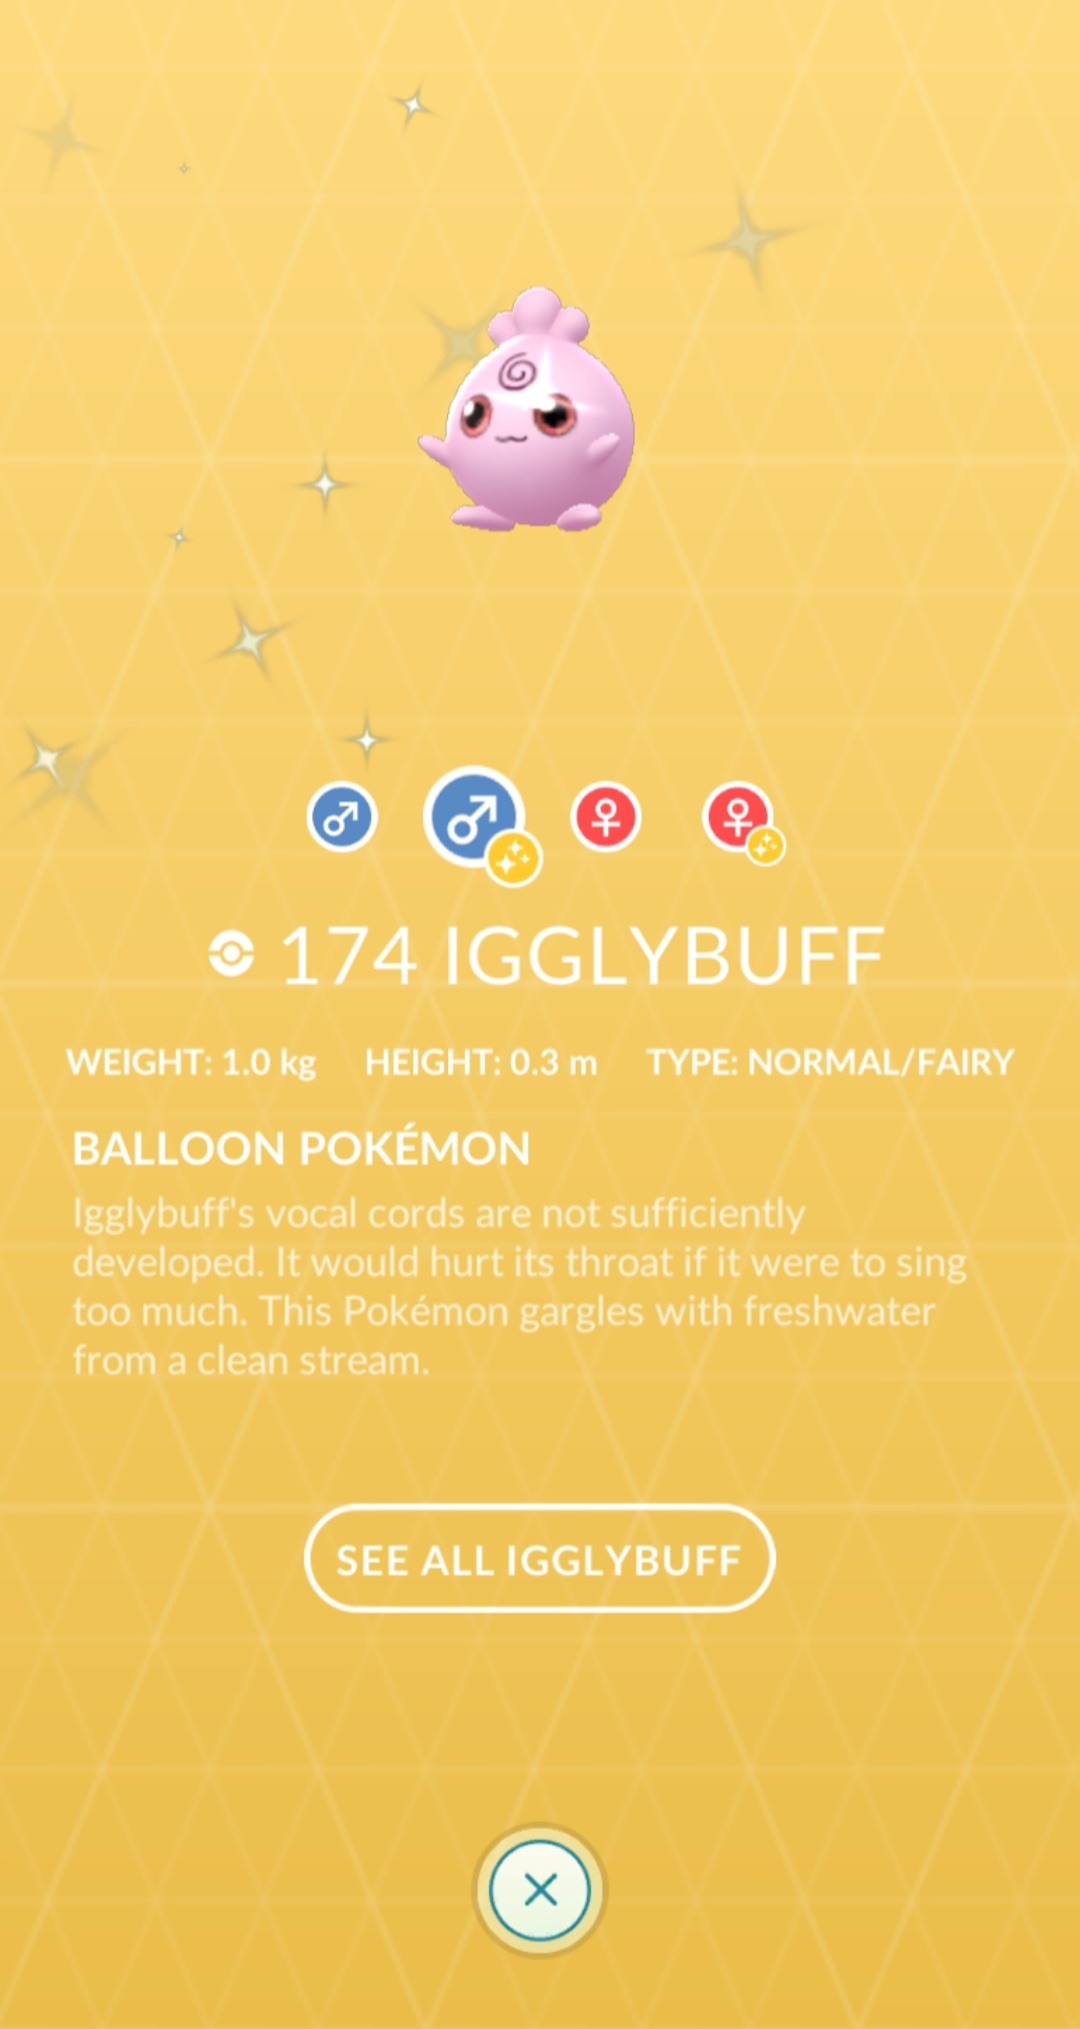 174 IGGLYBUFF
WEIGHT: 1.0 kg HEIGHT: 0.3 m TYPE: NORMAL/FAIRY
BALLOON POKÉMON
Igglybuff's vocal cords are not sufficiently
developed. It would hurt its throat if it were to sing
too much. This Pokémon gargles with freshwater
from a clean stream.
SEE ALL IGGLYBUFF